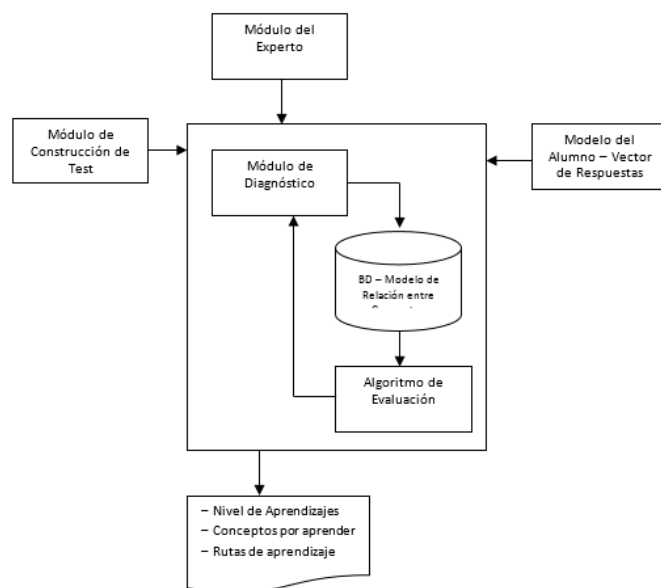 Módulo del
Experto
Módulo de
Construcción de
Test
Modelo del
Alumno – Vector
de Respuestas
Módulo de
Diagnóstico
BD – Modelo de
Relación entre
Algoritmo de
Evaluación
– Nivel de Aprendizajes
– Conceptos por aprender
– Rutas de aprendizaje